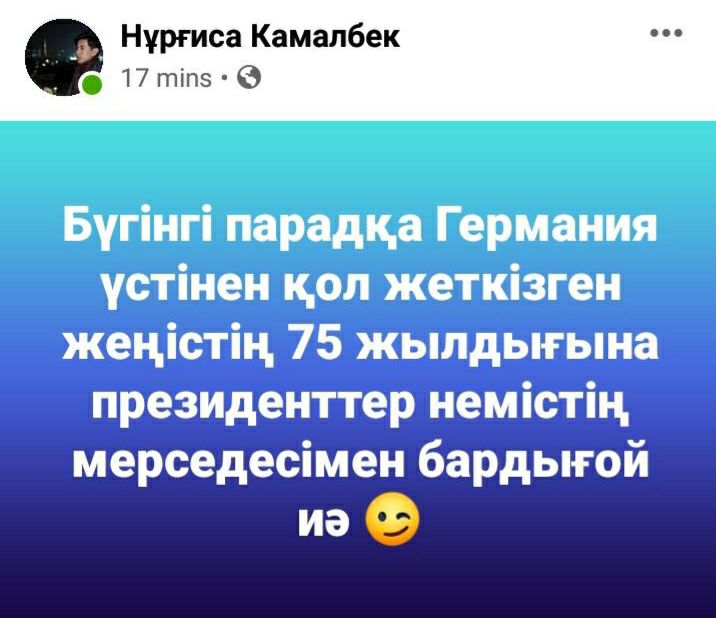 Нұрғиса Камалбек
17 mins ·
Бүгінгі парадқа Германия
үстінен қол жеткізген
жеңістің 75 жылдығына
президенттер немістің
мерседесімен бардығой
иә 😉